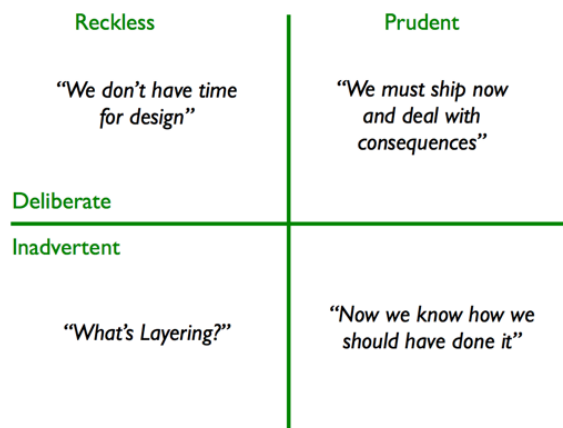 Reckless
Prudent
“We don’t have time
for design”
“We must ship now
and deal with
consequences”
Deliberate
Inadvertent
“What’s Layering?”
“Now we know how we
should have done it”